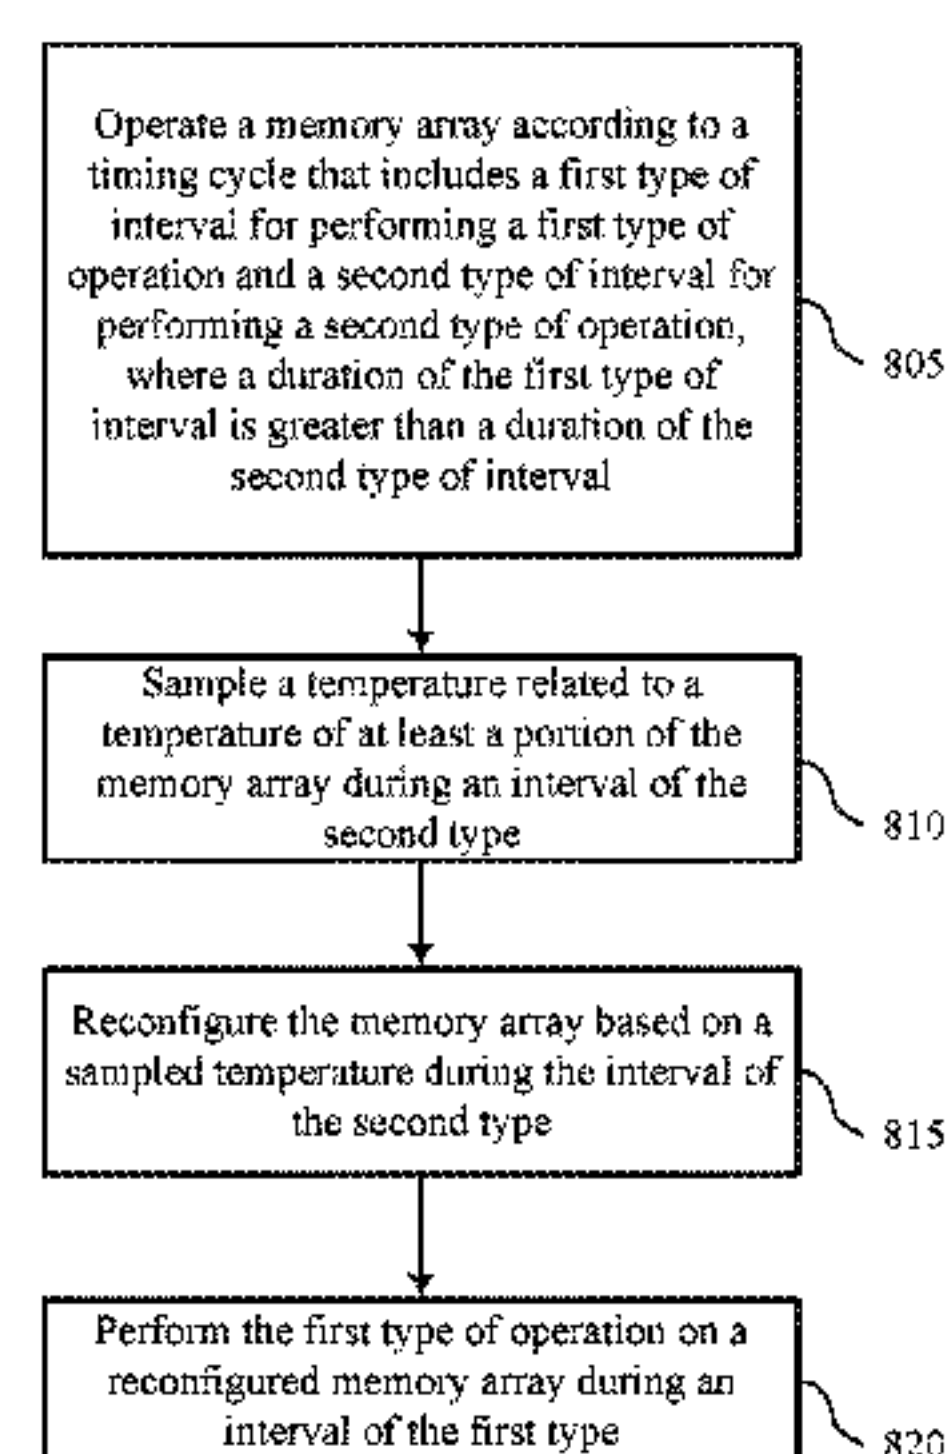 Operate a memory array according to a
timing cycle that includes a first type of
interval for performing a first type of
operation and a second type of interval for
performing a second type of operation,
where a duration of the first type of
interval is greater than a duration of the
second type of interval
805
Sample a temperature related to a
temperature of at least a portion of the
memory array during an interval of the
second type
810
Reconfigure the memory array based on a
sampled temperature during the interval of
the second type
815
Perform the first type of operation on a
reconfigured memory array during an
interval of the first type
820